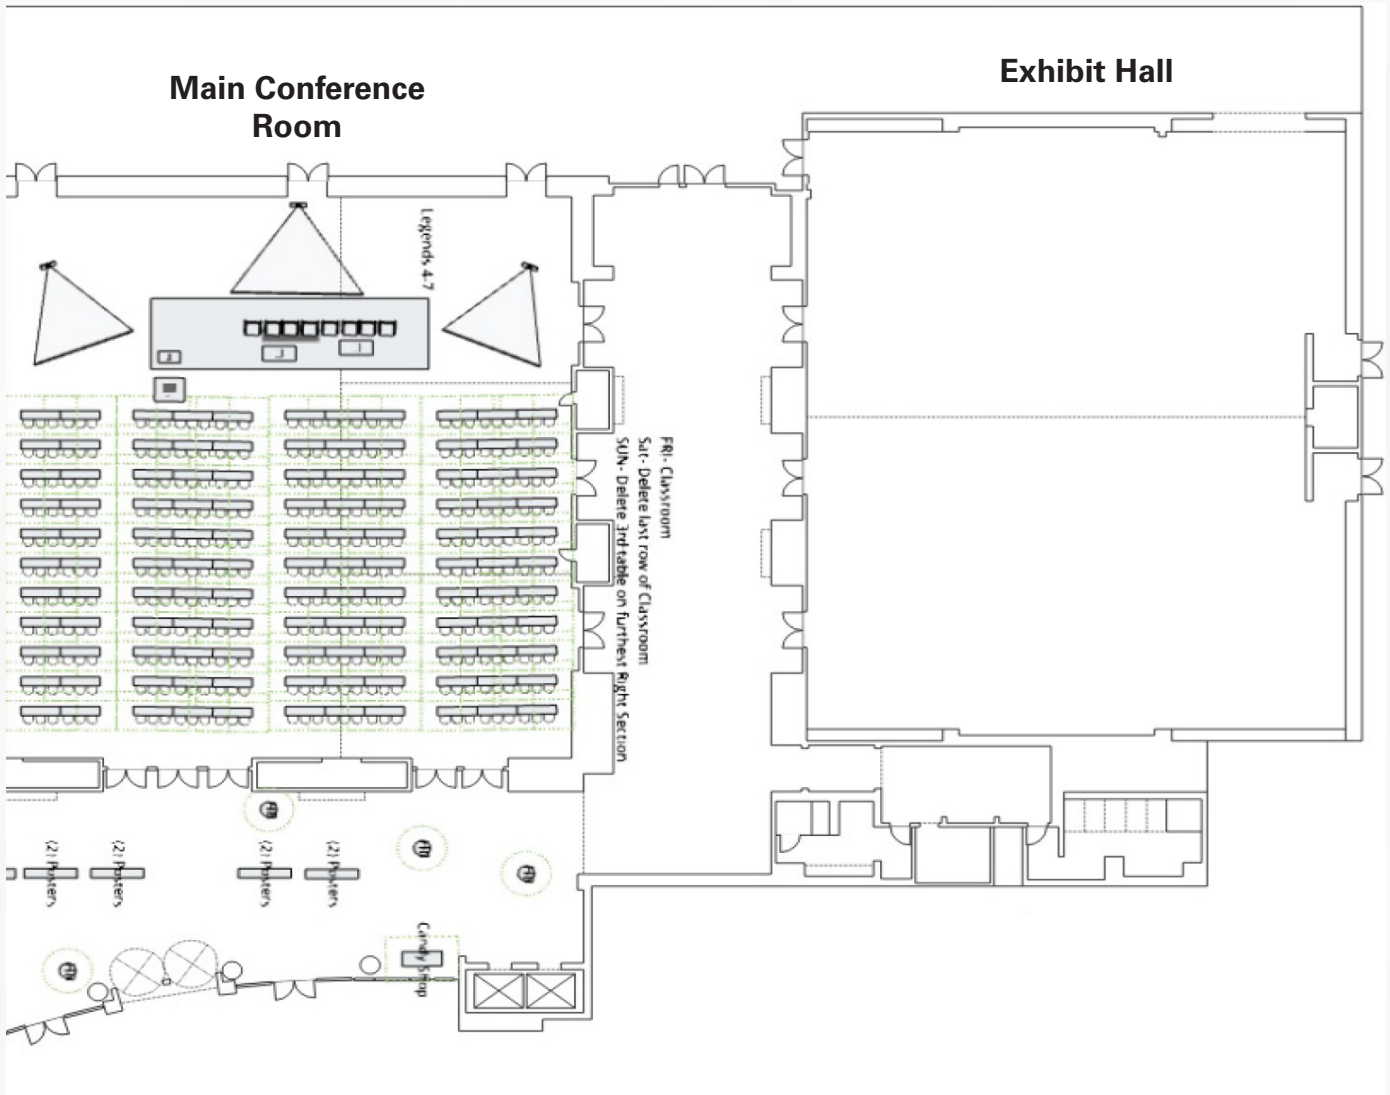 Main Conference
Room
Exhibit Hall
Legends 4-7
FRI- Classroom
Sat- Delete last row of Classroom
SUN- Delete 3rd table on furthest Right Section
(2) Posters
(2) Posters
(2) Posters
(2) Posters
Candy Shop